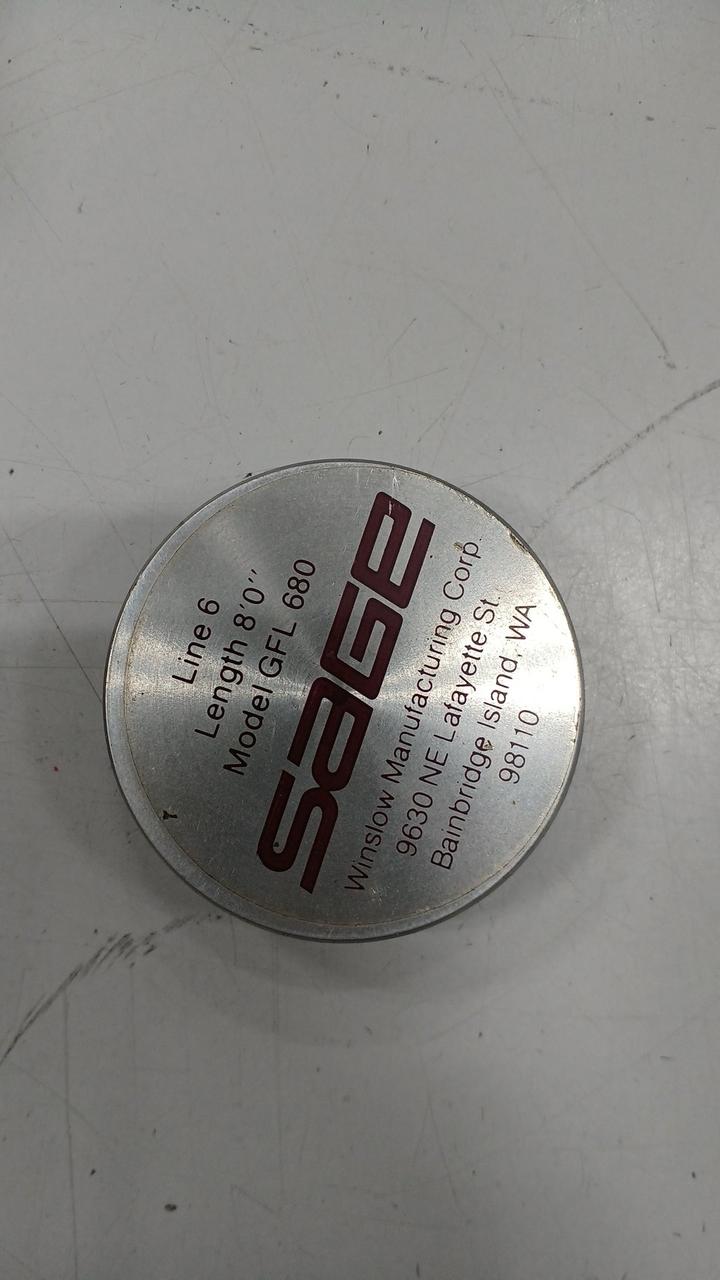 Line 6
Length 8'0"
Model GFL 680
SAGE
Winslow Manufacturing Corp.
9630 NE Lafayette St.
Bainbridge Island, WA
98110